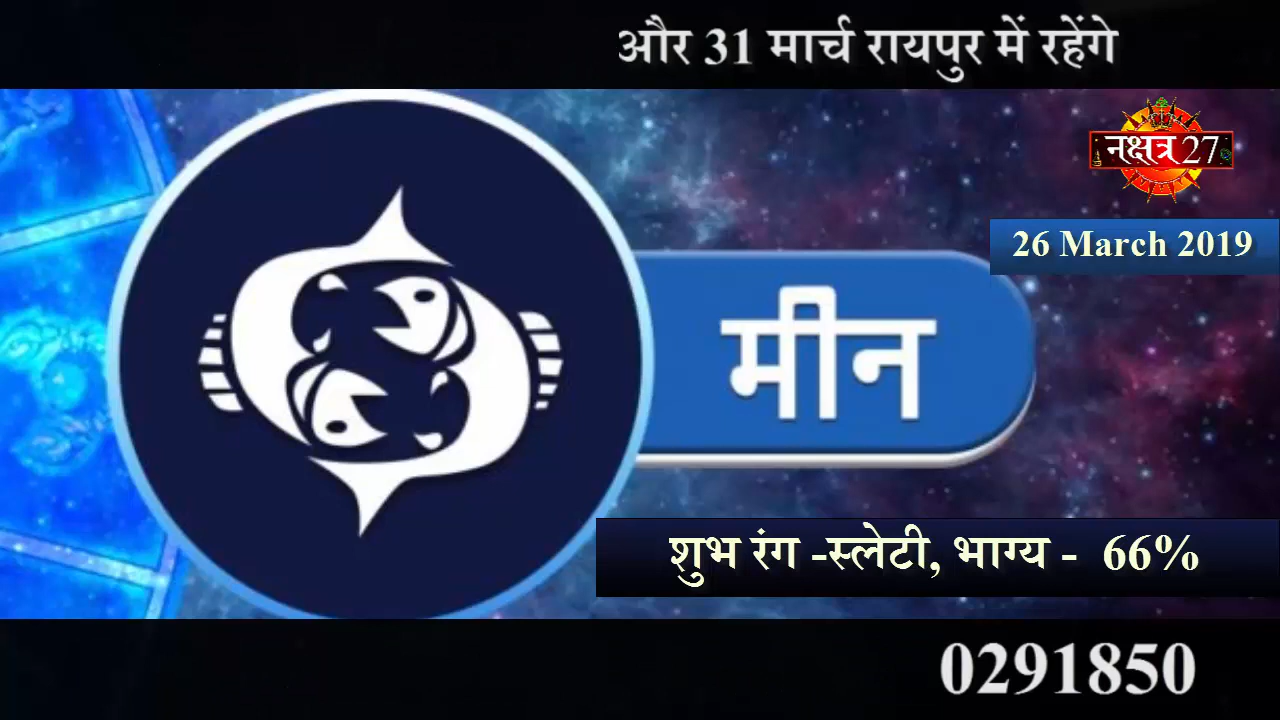 और 31 मार्च रायपुर में रहेंगे
नक्षत्र 27
26 March 2019
मीन
शुभ रंग -स्लेटी, भाग्य - 66%
0291850